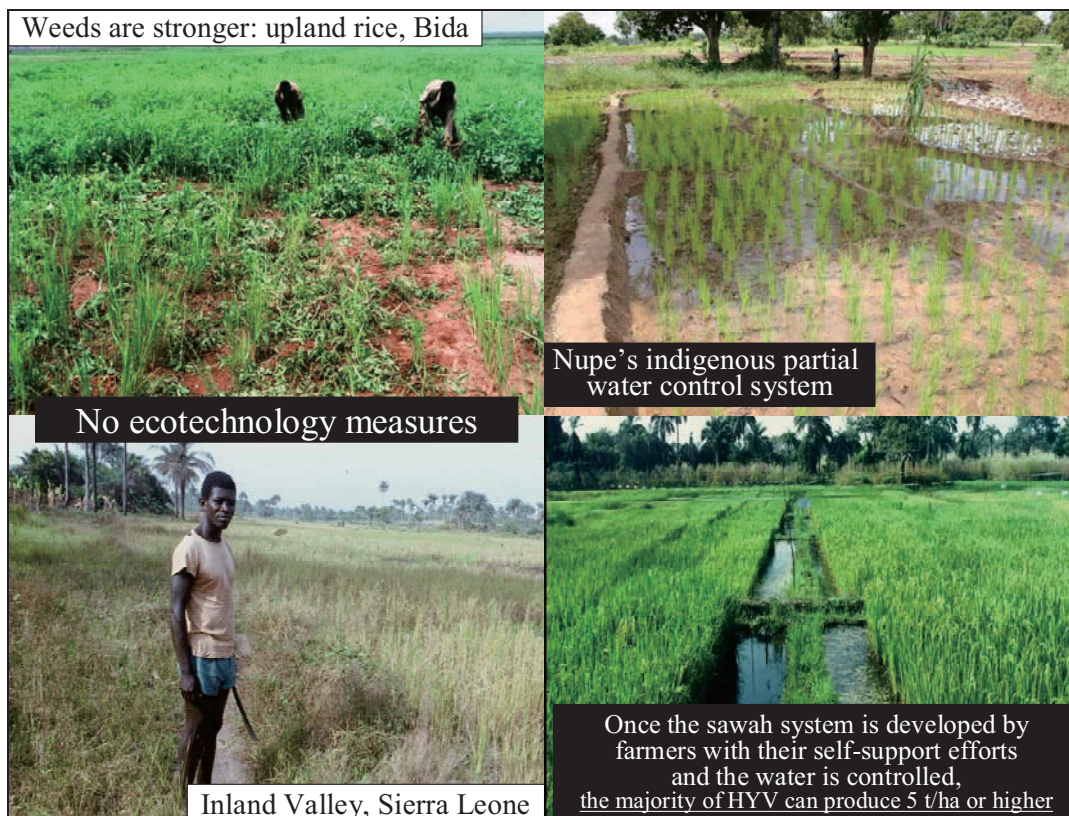 Weeds are stronger: upland rice, Bida
Nupe's indigenous partial
water control system
No ecotechnology measures
Inland Valley, Sierra Leone
Once the sawah system is developed by
farmers with their self-support efforts
and the water is controlled,
the majority of HYV can produce 5 t/ha or higher